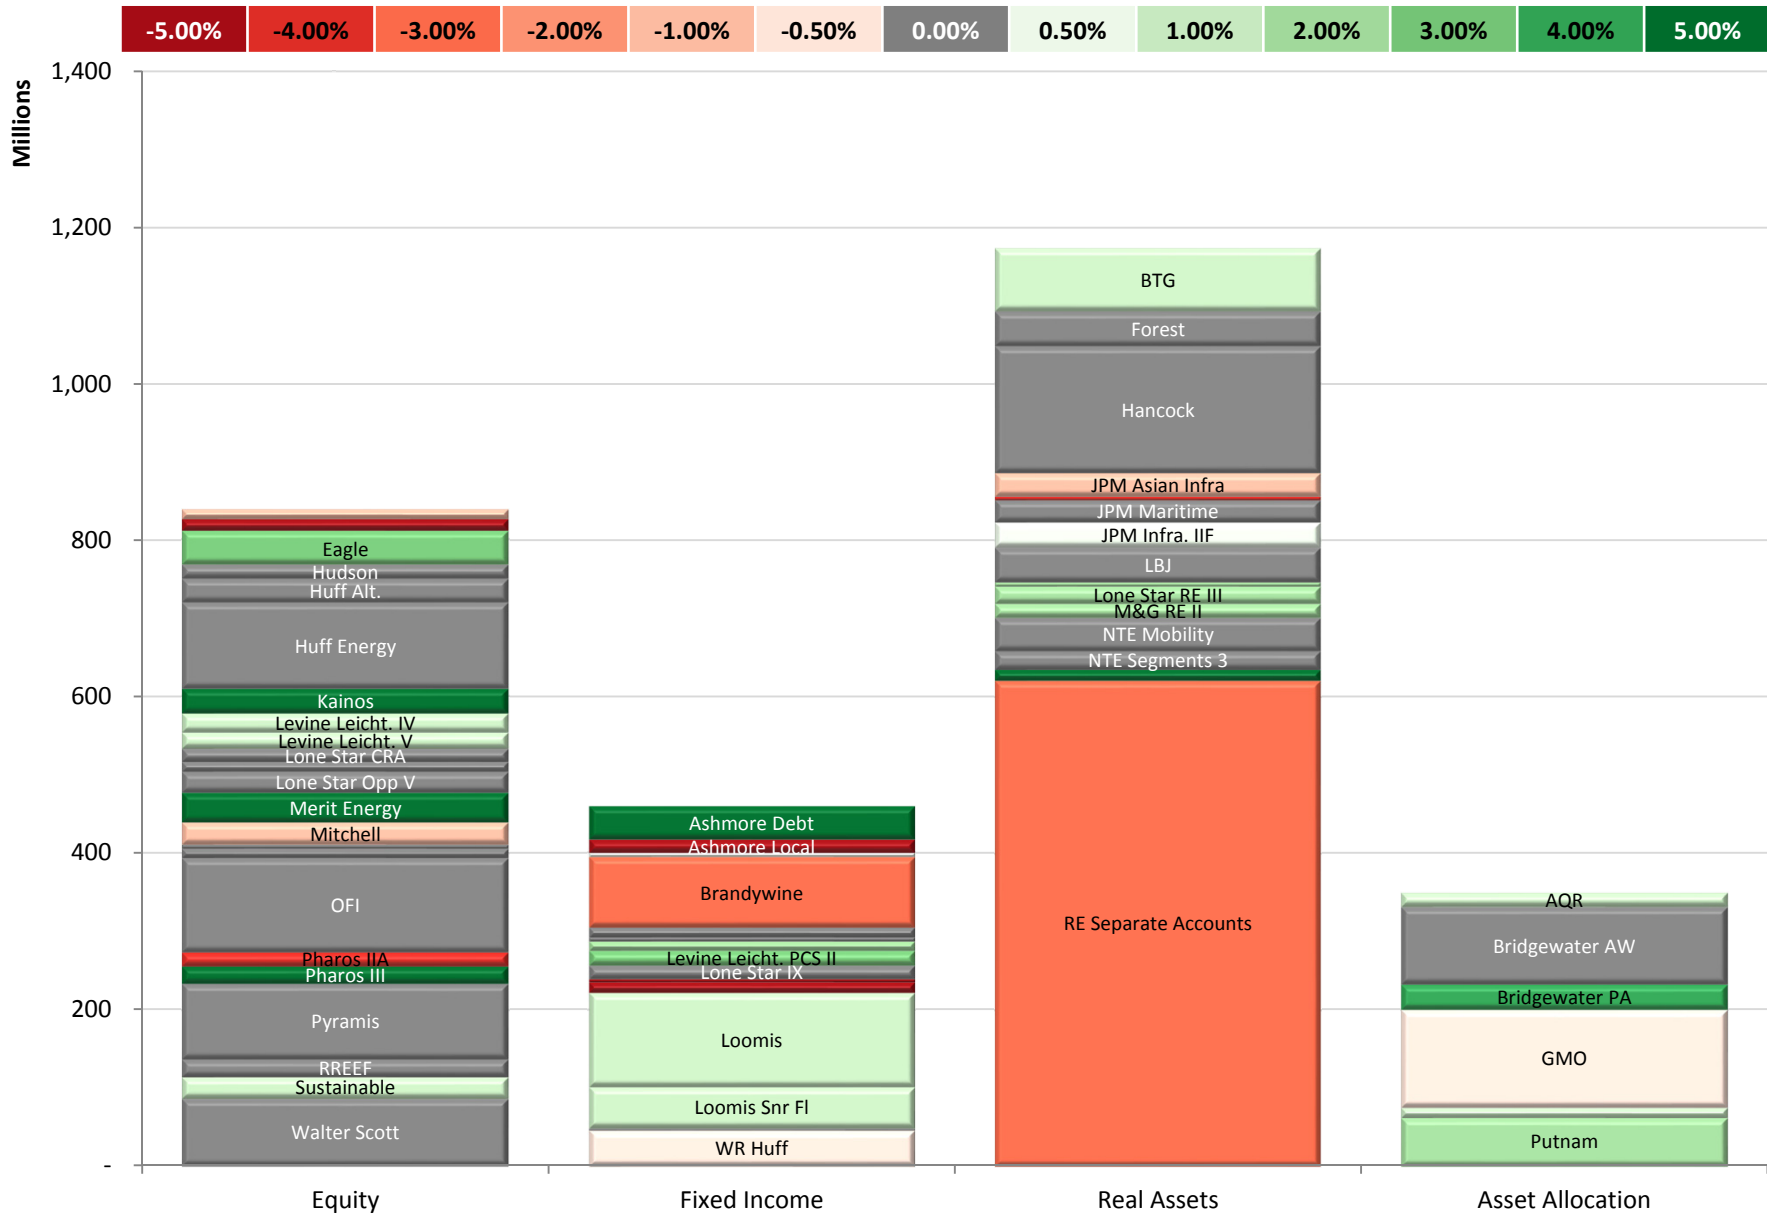 -5.00% -4.00% -3.00% -2.00% -1.00% -0.50% 0.00% 0.50% 1.00% 2.00% 3.00% 4.00% 5.00%
Millions
1,400
1,200
1,000
800
600
400
200
-
Eagle
Hudson
Huff Alt.
Huff Energy
Kainos
Levine Leicht. IV
Levine Leicht. V
Lone Star CRA
Lone Star Opp V
Merit Energy
Mitchell
OFI
Pharos IIA
Pharos III
Pyramis
RREEF
Sustainable
Walter Scott
Ashmore Debt
Ashmore Local
Brandywine
Levine Leicht. PCS II
Lone Star IX
Loomis
Loomis Snr Fl
WR Huff
BTG
Forest
Hancock
JPM Asian Infra
JPM Maritime
JPM Infra. IIF
LBJ
Lone Star RE III
M&G RE II
NTE Mobility
NTE Segments 3
RE Separate Accounts
AQR
Bridgewater AW
Bridgewater PA
GMO
Putnam
Equity Fixed Income Real Assets Asset Allocation